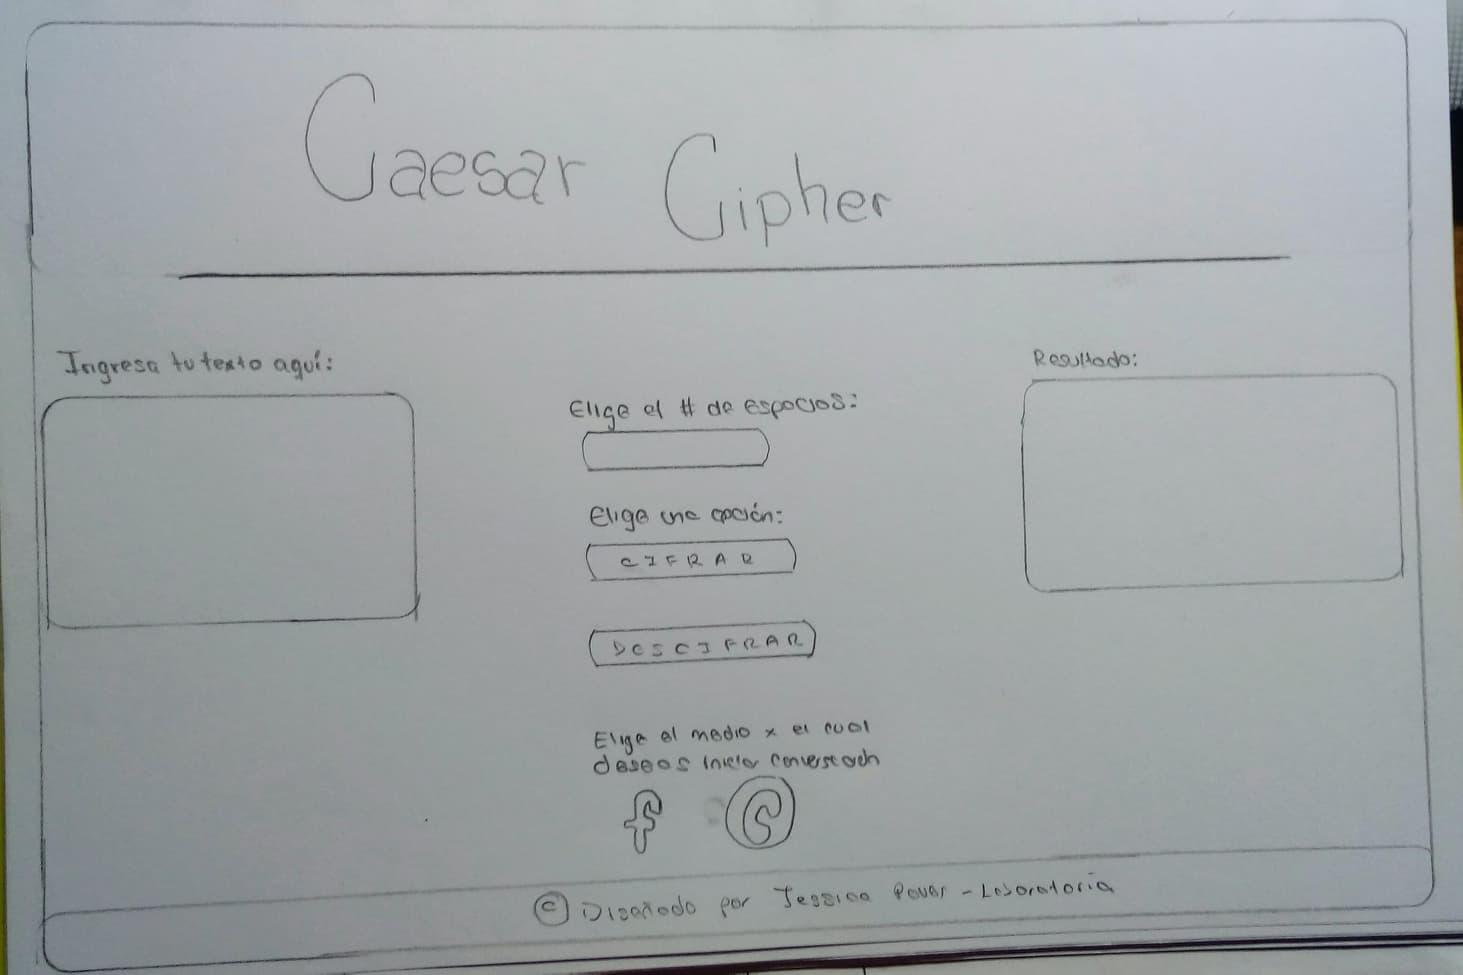 Caesar Cipher
Ingresa tu texto aquí:
Elige el # de espacios:
Elige una opción:
CIFRAR
DESCIFRAR
Resultado:
Elige el medio x el cual
deseas iniciar conversación
f
© Diseñado por Jessica - Laboratoria